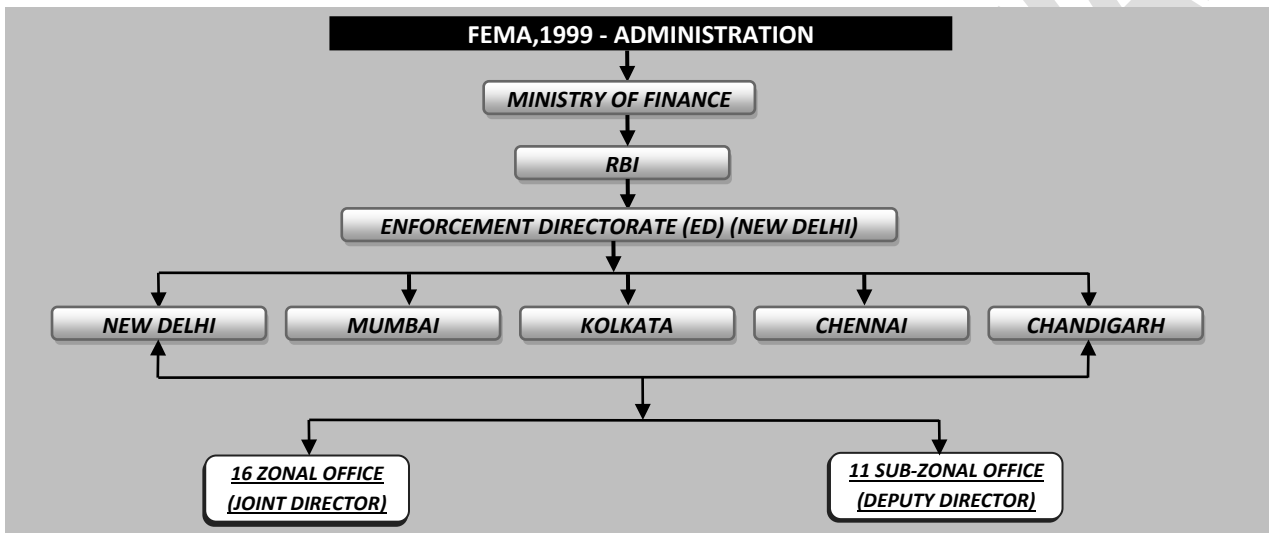 FEMA,1999 - ADMINISTRATION
MINISTRY OF FINANCE
RBI
ENFORCEMENT DIRECTORATE (ED) (NEW DELHI)
NEW DELHI
MUMBAI
KOLKATA
CHENNAI
CHANDIGARH
16 ZONAL OFFICE
(JOINT DIRECTOR)
11 SUB-ZONAL OFFICE
(DEPUTY DIRECTOR)